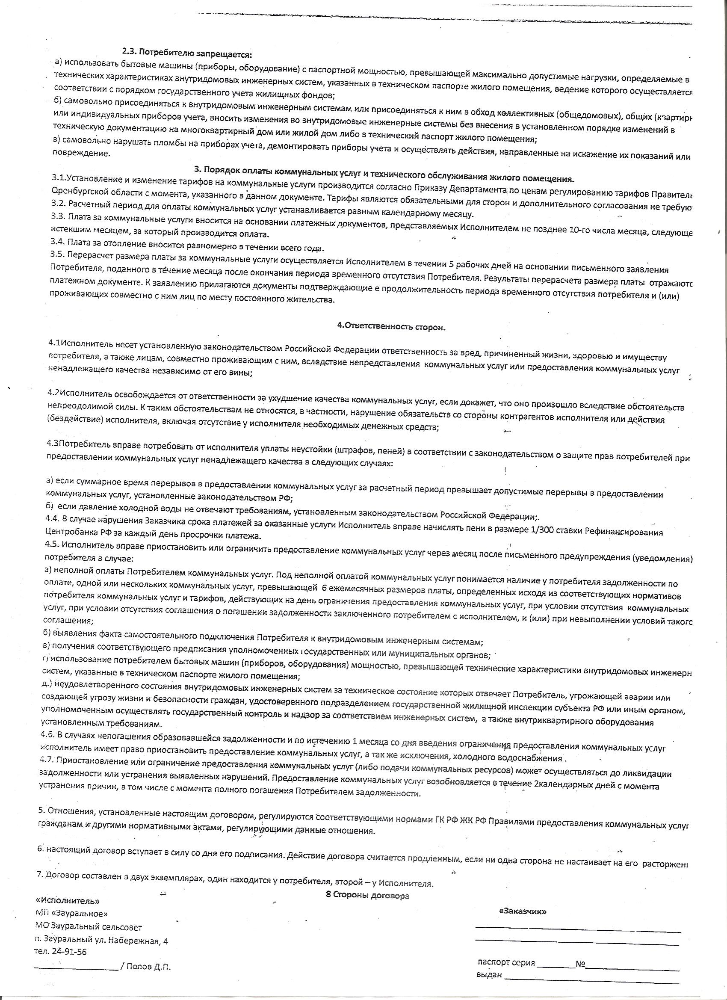 2.3. Потребителю запрещается:
а) использовать бытовые машины (приборы, оборудование) с паспортной мощностью, превышающей максимально допустимые нагрузки, определяемые в
технических характеристиках внутридомовых инженерных систем, указанных в техническом паспорте жилого помещения, ведение которого осуществляется
соответствии с порядком государственного учета жилищных фондов;
б) самовольно присоединяться к внутридомовым инженерным системам или присоединяться к ним в обход коллективных (общедомовых), общих (квартирн
или индивидуальных приборов учета, вносить изменения во внутридомовые инженерные системы без внесения в установленном порядке изменений в
техническую документацию на многоквартирный дом или жилой дом либо в технический паспорт жилого помещения;
в) самовольно нарушать пломбы на приборах учета, демонтировать приборы учета и осуществлять действия, направленные на искажение их показаний или
повреждение.
3. Порядок оплаты коммунальных услуг и технического обслуживания жилого помещения.
3.1.Установление и изменение тарифов на коммунальные услуги производится согласно Приказу Департамента по ценам регулированию тарифов Правитель
Оренбургской области с момента, указанного в данном документе. Тарифы являются обязательными для сторон и дополнительного согласования не требую
3.2. Расчетный период для оплаты коммунальных услуг устанавливается равным календарному месяцу.
3.3. Плата за коммунальные услуги вносится на основании платежных документов, представляемых Исполнителем не позднее 10-го числа месяца, следующе
истекшим месяцем, за который производится оплата.
3.4. Плата за отопление вносится равномерно в течении всего года.
3.5. Перерасчет размера платы за коммунальные услуги осуществляется Исполнителем в течении 5 рабочих дней на основании письменного заявления
Потребителя, поданного в течение месяца после окончания периода временного отсутствия Потребителя. Результаты перерасчета размера платы отражаютс
платежном документе. К заявлению прилагаются документы подтверждающие е продолжительность периода временного отсутствия потребителя и (или)
проживающих совместно с ним лиц по месту постоянного жительства.
4.Ответственность сторон.
4.1Исполнитель несет установленную законодательством Российской Федерации ответственность за вред, причиненный жизни, здоровью и имуществу
потребителя, а также лицам, совместно проживающим с ним, вследствие непредставления коммунальных услуг или предоставления коммунальных услуг
ненадлежащего качества независимо от его вины;
4.2Исполнитель освобождается от ответственности за ухудшение качества коммунальных услуг, если докажет, что оно произошло вследствие обстоятельств
непреодолимой силы. К таким обстоятельствам не относятся, в частности, нарушение обязательств со стороны контрагентов исполнителя или действия
(бездействие) исполнителя, включая отсутствие у исполнителя необходимых денежных средств;
4.3Потребитель вправе потребовать от исполнителя уплаты неустойки (штрафов, пеней) в соответствии с законодательством о защите прав потребителей при
предоставлении коммунальных услуг ненадлежащего качества в следующих случаях:
а) если суммарное время перерывов в предоставлении коммунальных услуг за расчетный период превышает допустимые перерывы в предоставлении
коммунальных услуг, установленные законодательством РФ;
б) если давление холодной воды не отвечают требованиям, установленным законодательством Российской Федерации;.
4.4. В случае нарушения Заказчика срока платежей за оказанные услуги Исполнитель вправе начислять пени в размере 1/300 ставки Рефинансирования
Центробанка РФ за каждый день просрочки платежа.
4.5. Исполнитель вправе приостановить или ограничить предоставление коммунальных услуг через месяц после письменного предупреждения (уведомления)
потребителя в случае:
а) неполной оплаты Потребителем коммунальных услуг. Под неполной оплатой коммунальных услуг понимается наличие у потребителя задолженности по
оплате, одной или нескольких коммунальных услуг, превышающей 6 ежемесячных размеров платы, определенных исходя из соответствующих нормативов
потребителя коммунальных услуг и тарифов, действующих на день ограничения предоставления коммунальных услуг, при условии отсутствия коммунальных
услуг, при условии отсутствия соглашения о погашении задолженности заключенного потребителем с исполнителем, и (или) при невыполнении условий такого
соглашения;
б) выявления факта самостоятельного подключения Потребителя к внутридомовым инженерным системам;
в) получения соответствующего предписания уполномоченных государственных или муниципальных органов;
г) использование потребителем бытовых машин (приборов, оборудования) мощностью, превышающей технические характеристики внутридомовых инженерн
систем, указанные в техническом паспорте жилого помещения;
д.) неудовлетворенного состояния внутридомовых инженерных систем за техническое состояние которых отвечает Потребитель, угрожающей аварии или
создающей угрозу жизни и безопасности граждан, удостоверенного подразделением государственной жилищной инспекции субъекта РФ или иным органом,
уполномоченным осуществлять государственный контроль и надзор за соответствием инженерных систем, а также внутриквартирного оборудования
установленным требованиям.
4.6. В случаях непогашения образовавшейся задолженности и по истечению 1 месяца со дня введения ограничения предоставления коммунальных услуг
исполнитель имеет право приостановить предоставление коммунальных услуг, а так же исключения, холодного водоснабжения .
4.7. Приостановление или ограничение предоставления коммунальных услуг (либо подачи коммунальных ресурсов) может осуществляться до ликвидации
задолженности или устранения выявленных нарушений. Предоставление коммунальных услуг возобновляется в течение 2календарных дней с момента
устранения причин, в том числе с момента полного погашения Потребителем задолженности.
5. Отношения, установленные настоящим договором, регулируются соответствующими нормами ГК РФ ЖК РФ Правилами предоставления коммунальных услуг
гражданам и другими нормативными актами, регулирующими данные отношения.
6. настоящий договор вступает в силу со дня его подписания. Действие договора считается продленным, если ни одна сторона не настаивает на его расторжени
7. Договор составлен в двух экземплярах, один находится у потребителя, второй – у Исполнителя.
8 Стороны договора
«Исполнитель»
МП «Зауральное»
МО Зауральный сельсовет
п. Зауральный ул. Набережная, 4
тел. 24-91-56
________________ / Попов Д.П.
«Заказчик»
паспорт серия ________№__________________
выдан _________________________________